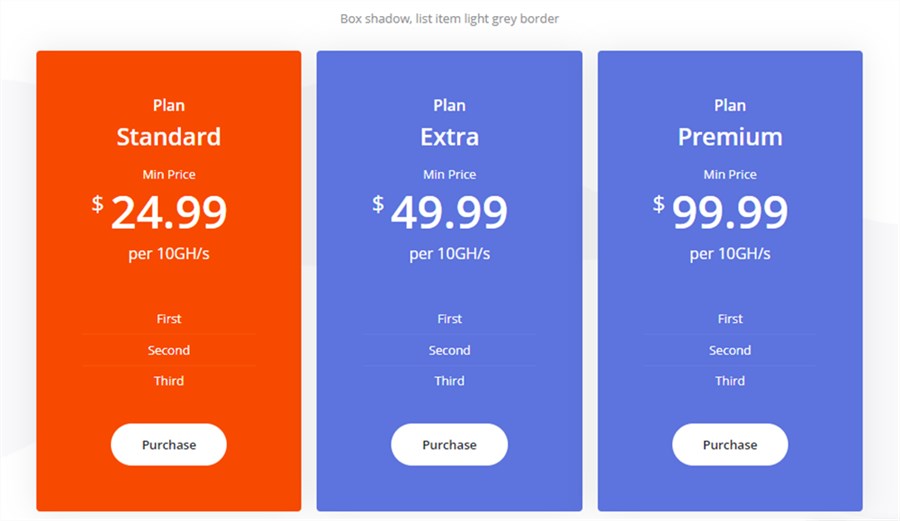 Box shadow, list item light grey border
Plan
Standard
Min Price
$ 24.99
per 10GH/s
First
Second
Third
Purchase
Plan
Extra
Min Price
$ 49.99
per 10GH/s
First
Second
Third
Purchase
Plan
Premium
Min Price
$ 99.99
per 10GH/s
First
Second
Third
Purchase